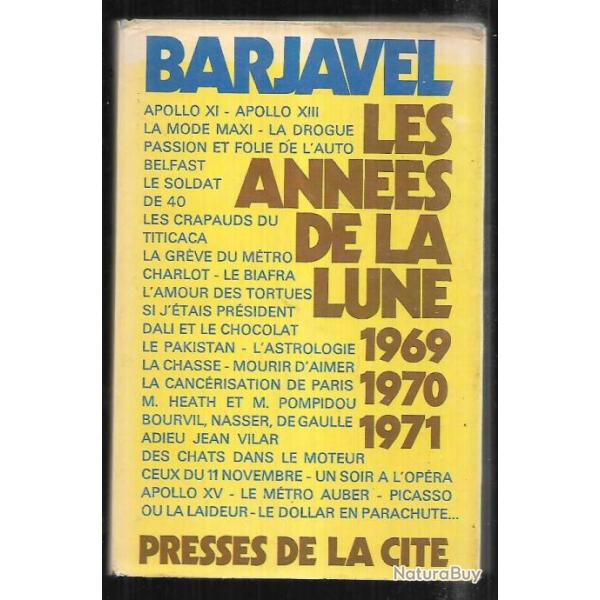 BARJAVEL
LES
ANNEES
DE LA
LUNE
1969
1970
1971
APOLLO XI - APOLLO XIII
LA MODE MAXI - LA DROGUE
PASSION ET FOLIE DE L'AUTO
BELFAST
LE SOLDAT
DE 40
LES CRAPAUDS DU
TITICACA
LA GRÈVE DU MÉTRO
CHARLOT - LE BIAFRA
L'AMOUR DES TORTUES
SI J'ÉTAIS PRÉSIDENT
DALI ET LE CHOCOLAT
LE PAKISTAN - L'ASTROLOGIE
LA CHASSE - MOURIR D'AIMER
LA CANCÉRISATION DE PARIS
M. HEATH ET M. POMPIDOU
BOURVIL, NASSER, DE GAULLE
ADIEU JEAN VILAR
DES CHATS DANS LE MOTEUR
CEUX DU 11 NOVEMBRE - UN SOIR A L'OPÉRA
APOLLO XV - LE MÉTRO AUBER - PICASSO
OU LA LAIDEUR - LE DOLLAR EN PARACHUTE...
PRESSES DE LA CITE
NaturaBuy